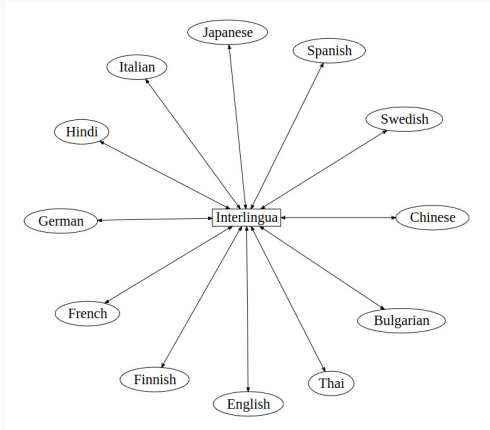 Japanese
Spanish
Italian
Swedish
Hindi
Interlingua
Chinese
German
French
Bulgarian
Finnish
Thai
English